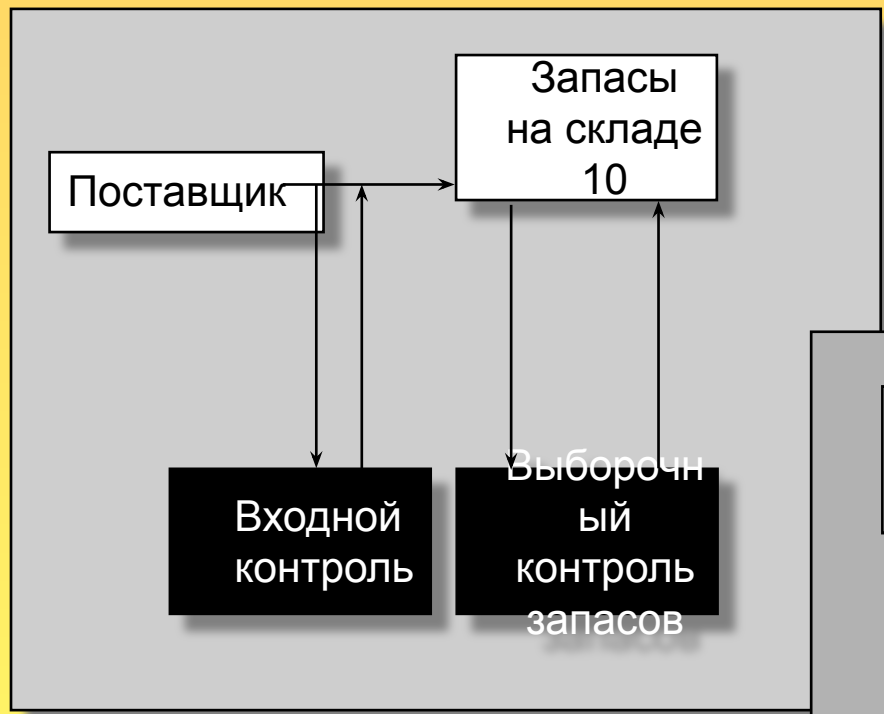 Запасы
на складе
10
Поставщик
Входной
контроль
Выборочн
ый
контроль
запасов